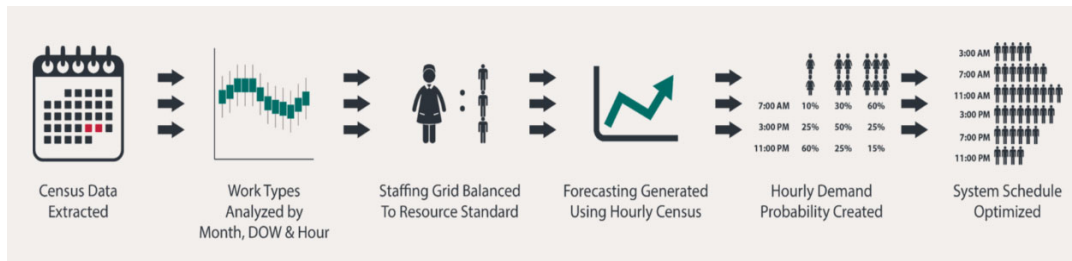 Census Data
Extracted
Work Types
Analyzed by
Month, DOW & Hour
:
Staffing Grid Balanced
To Resource Standard
Forecasting Generated
Using Hourly Census
7:00 AM 10% 30% 60%
3:00 PM 25% 50% 25%
11:00 PM 60% 25% 15%
Hourly Demand
Probability Created
3:00 AM
7:00 AM
11:00 AM
3:00 PM
7:00 PM
11:00 PM
System Schedule
Optimized